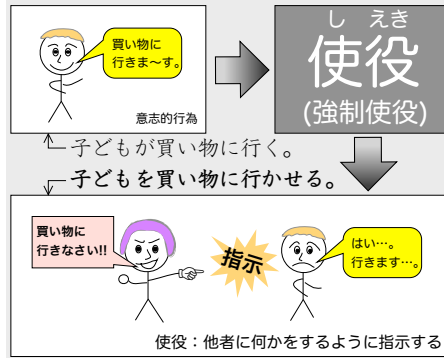 買い物に
行きま〜す。
意志的行為
し えき
使役
(強制使役)
子どもが買い物に行く。
子どもを買い物に行かせる。
買い物に
行きなさい!!
指示
はい…。
行きます…。
使役：他者に何かをするように指示する